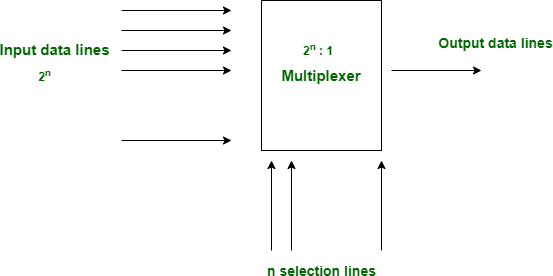 Input data lines
2ⁿ
2ⁿ : 1
Multiplexer
Output data lines
n selection lines